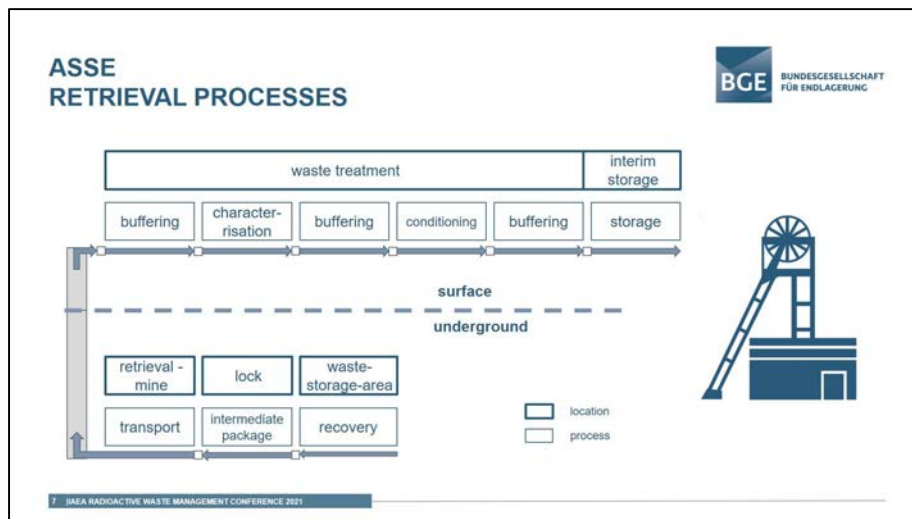 ASSE
RETRIEVAL PROCESSES
BGE
BUNDESGESELLSCHAFT
FÜR ENDLAGERUNG
waste treatment
interim
storage
buffering
character-
risation
buffering
conditioning
buffering
storage
surface
underground
retrieval -
mine
lock
waste-
storage-area
transport
intermediate
package
recovery
location
process
7 |IAEA RADIOACTIVE WASTE MANAGEMENT CONFERENCE 2021